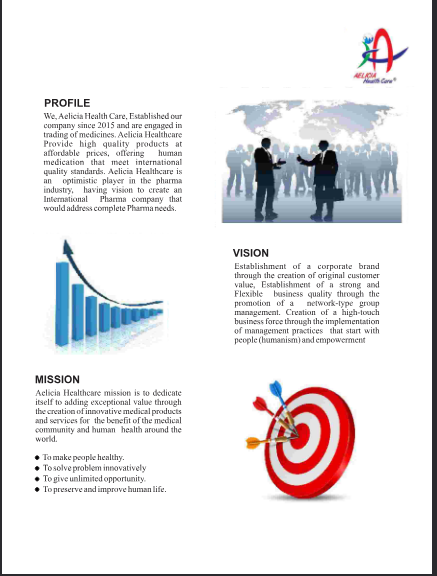 AELICIA
Health Care®
PROFILE
We, Aelicia Health Care, Established our
company since 2015 and are engaged in
trading of medicines. Aelicia Healthcare
Provide high quality products at
affordable prices, offering human
medication that meet international
quality standards. Aelicia Healthcare is
an optimistic player in the pharma
industry, having vision to create an
International Pharma company that
would address complete Pharma needs.
VISION
Establishment of a corporate brand
through the creation of original customer
value, Establishment of a strong and
Flexible business quality through the
promotion of a network-type group
management. Creation of a high-touch
business force through the implementation
of management practices that start with
people (humanism) and empowerment
MISSION
Aelicia Healthcare mission is to dedicate
itself to adding exceptional value through
the creation of innovative medical products
and services for the benefit of the medical
community and human health around the
world.
◆ To make people healthy.
◆ To solve problem innovatively
◆ To give unlimited opportunity.
◆ To preserve and improve human life.